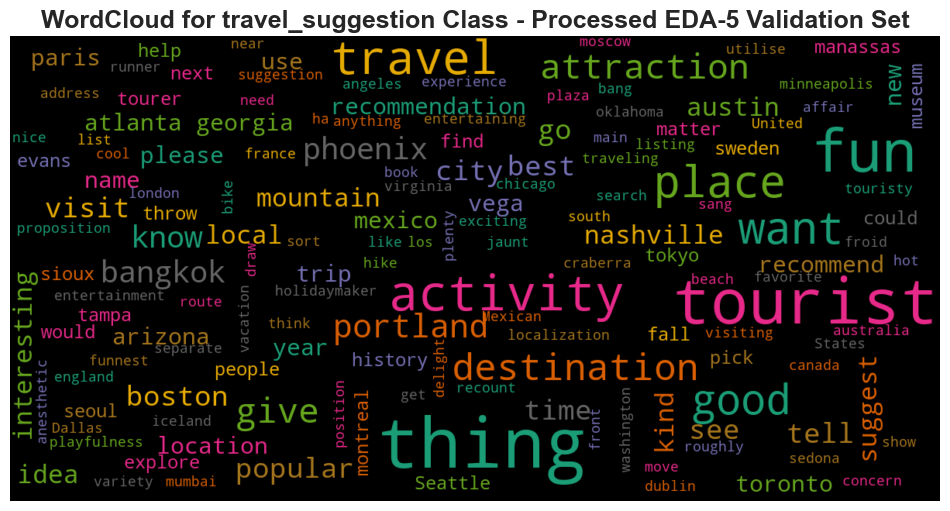 WordCloud for travel_suggestion Class - Processed EDA-5 Validation Set
near
moscow
paris
help
travel
utilise
manassas
runner
use
attraction
next
suggestion
angeles
experience
minneapolis
new
museum
address
tourer
need
recommendation
plaza
bang
austin
affair
nice
atlanta
georgia
ha
anything
entertaining
oklahoma
go
matter
United
fun
list
cool
france
phoenix
find
main
listing
sweden
evans
please
city
best
traveling
name
book
virginia
chicago
place
touristy
london
bike
mountain
vega
search
sang
visit
throw
mexico
exciting
south
want
could
proposition
know
local
sort
like
los
plenty
jaunt
nashville
froid
draw
hike
tokyo
sioux
bangkok
trip
craberra
recommend
hot
interesting
entertainment
route
vacation
holidaymaker
activity
beach
favorite
tourist
tampa
Mexican
would
arizona
separate
think
portland
localization
fall
visiting
australia
year
history
delight
States
funnest
people
destination
pick
canada
england
recount
boston
get
anesthetic
seoul
iceland
give
position
montreal
time
front
washington
good
kind
suggest
Dallas
playfulness
location
thing
see
tell
roughly
show
explore
popular
sedona
idea
variety
mumbai
Seattle
move
dublin
toronto
concern